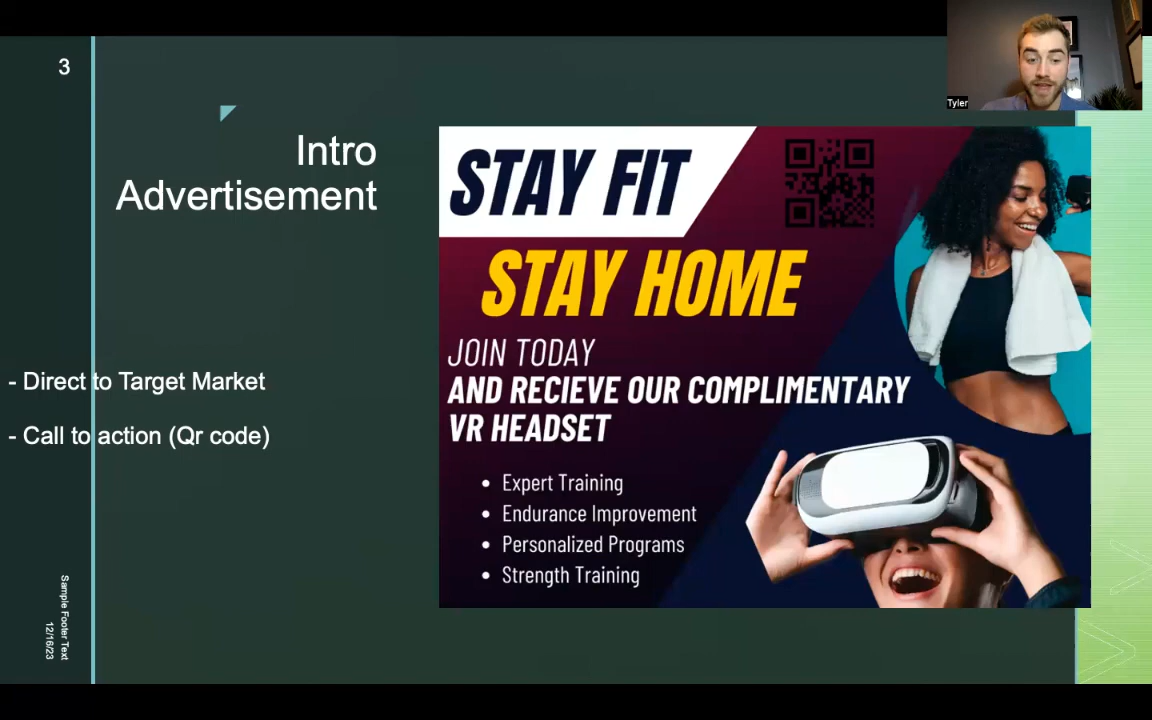 3
Tyler
Intro
Advertisement
- Direct to Target Market
- Call to action (Qr code)
STAY FIT
STAY HOME
JOIN TODAY
AND RECIEVE OUR COMPLIMENTARY
VR HEADSET
• Expert Training
• Endurance Improvement
• Personalized Programs
• Strength Training
Sample Footer Text
12/16/23